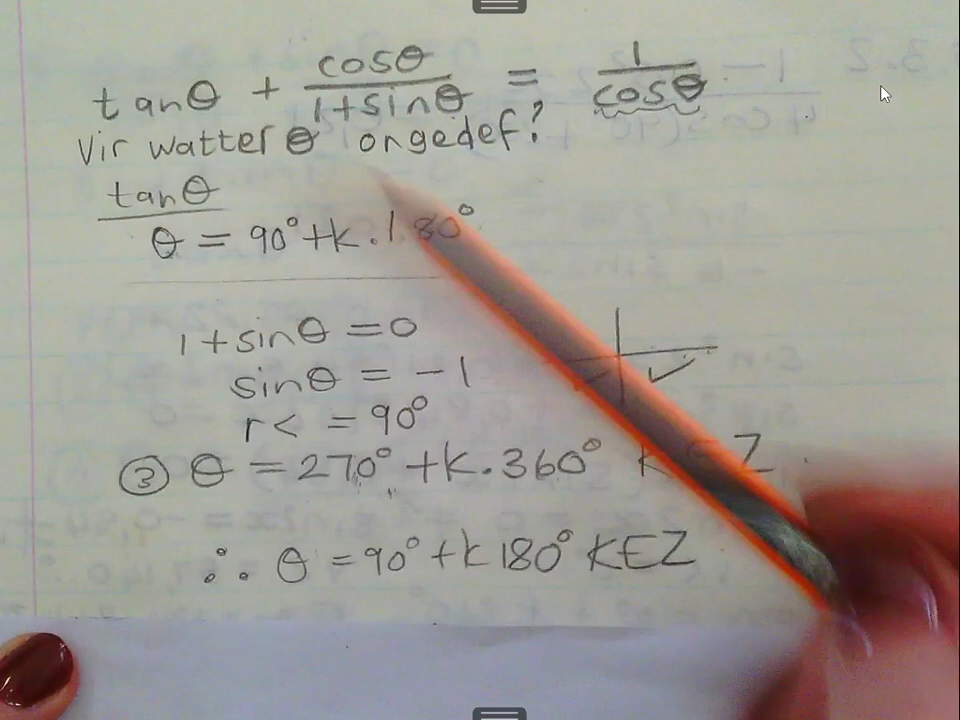 tanθ + cosθ/1+sinθ = 1/cosθ
Vir watter θ ongedef?
tanθ
θ = 90°+k.180°
1+sinθ = 0
sinθ = -1
r< = 90°
③ θ = 270° +k.360° KEZ
∴ θ = 90° +k 180° KEZ